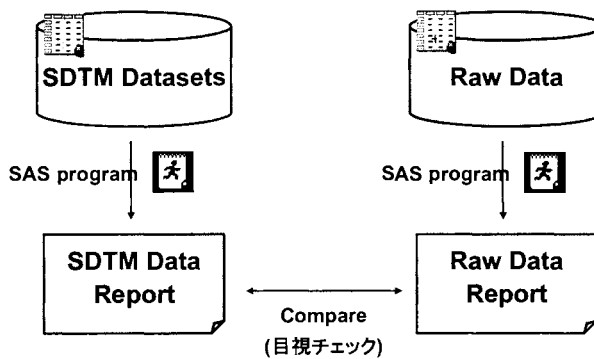 SDTM Datasets
Raw Data
SAS program
SAS program
SDTM Data
Report
Raw Data
Report
Compare
(目視チェック)